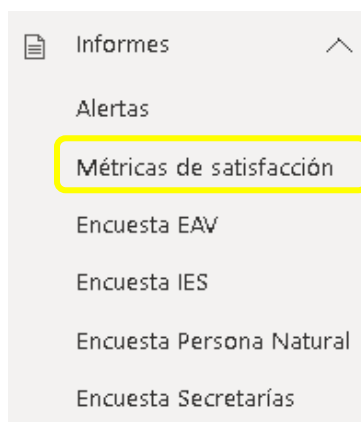 Informes
Alertas
Métricas de satisfacción
Encuesta EAV
Encuesta IES
Encuesta Persona Natural
Encuesta Secretarías